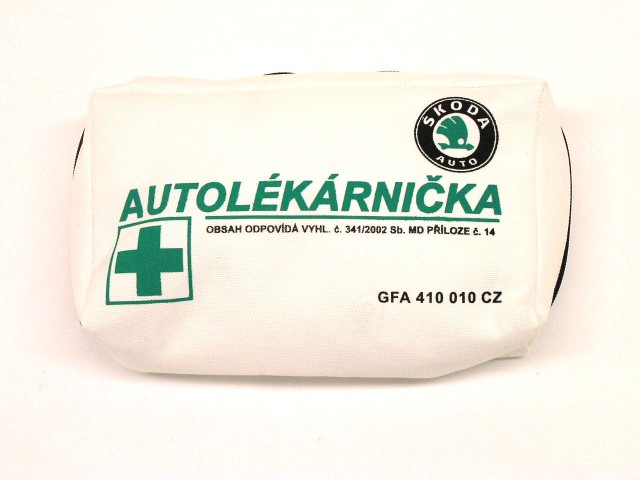 ŠKODA
AUTO
AUTOLÉKÁRNIČKA
OBSAH ODPOVÍDÁ VYHL. č. 341/2002 Sb. MD PŘÍLOZE č. 14
GFA 410 010 CZ